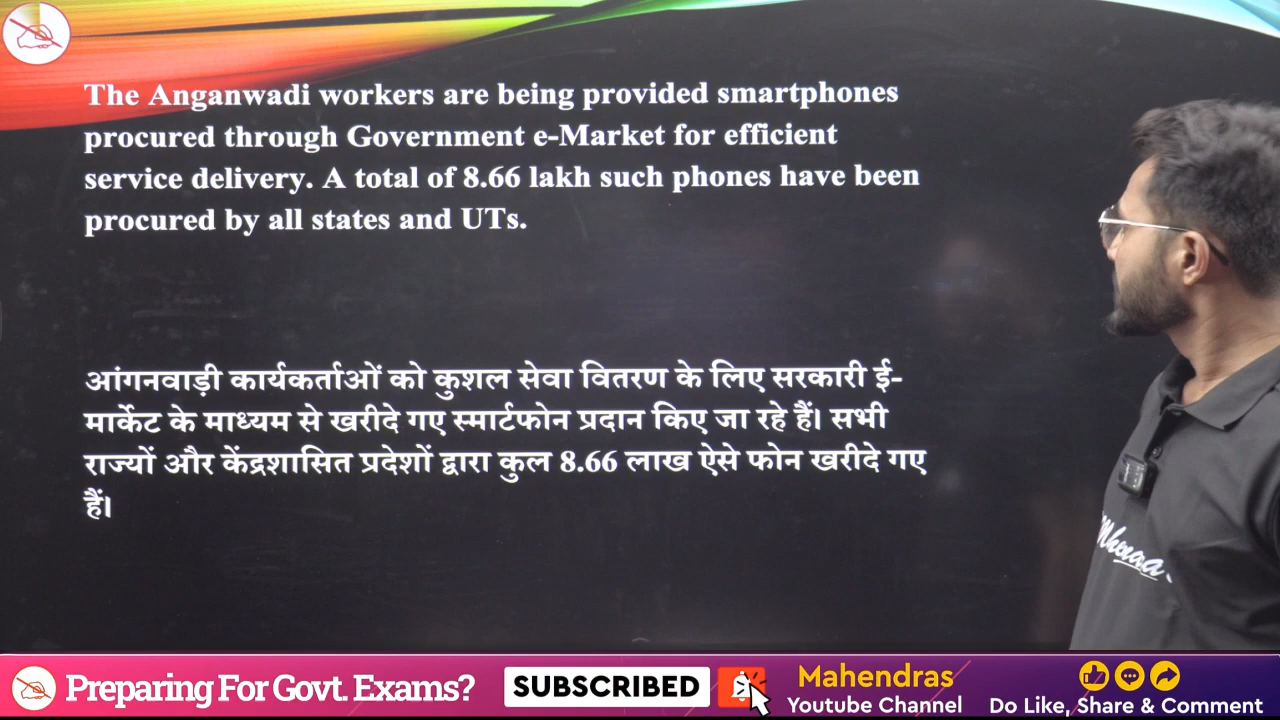 The Anganwadi workers are being provided smartphones
procured through Government e-Market for efficient
service delivery. A total of 8.66 lakh such phones have been
procured by all states and UTs.
आंगनवाड़ी कार्यकर्ताओं को कुशल सेवा वितरण के लिए सरकारी ई-
मार्केट के माध्यम से खरीदे गए स्मार्टफोन प्रदान किए जा रहे हैं। सभी
राज्यों और केंद्रशासित प्रदेशों द्वारा कुल 8.66 लाख ऐसे फोन खरीदे गए
हैं।
Preparing For Govt. Exams?
SUBSCRIBED
Mahendras
Youtube Channel
Do Like, Share & Comment